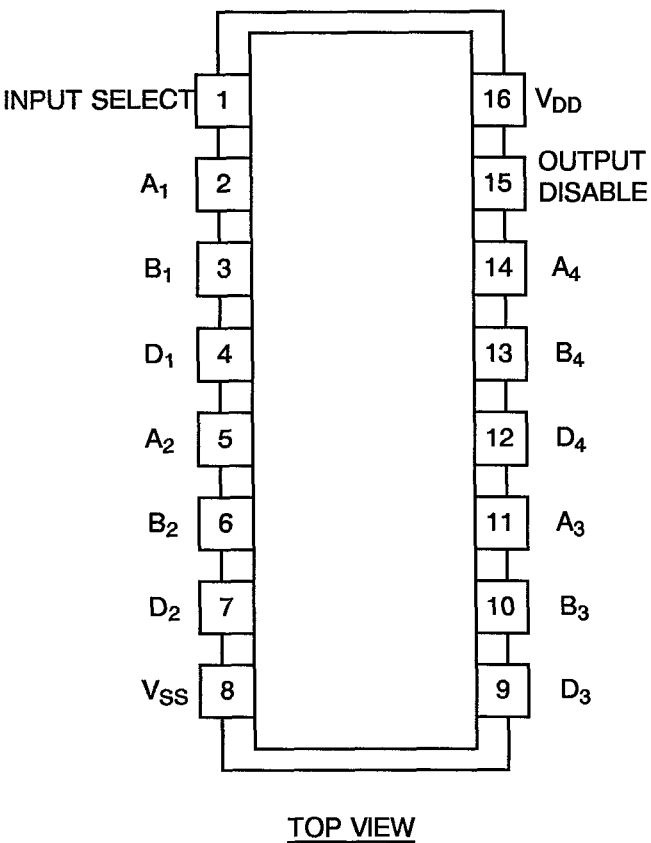 INPUT SELECT 1 16 VDD
A1 2 15 OUTPUT DISABLE
B1 3 14 A4
D1 4 13 B4
A2 5 12 D4
B2 6 11 A3
D2 7 10 B3
VSS 8 9 D3
TOP VIEW